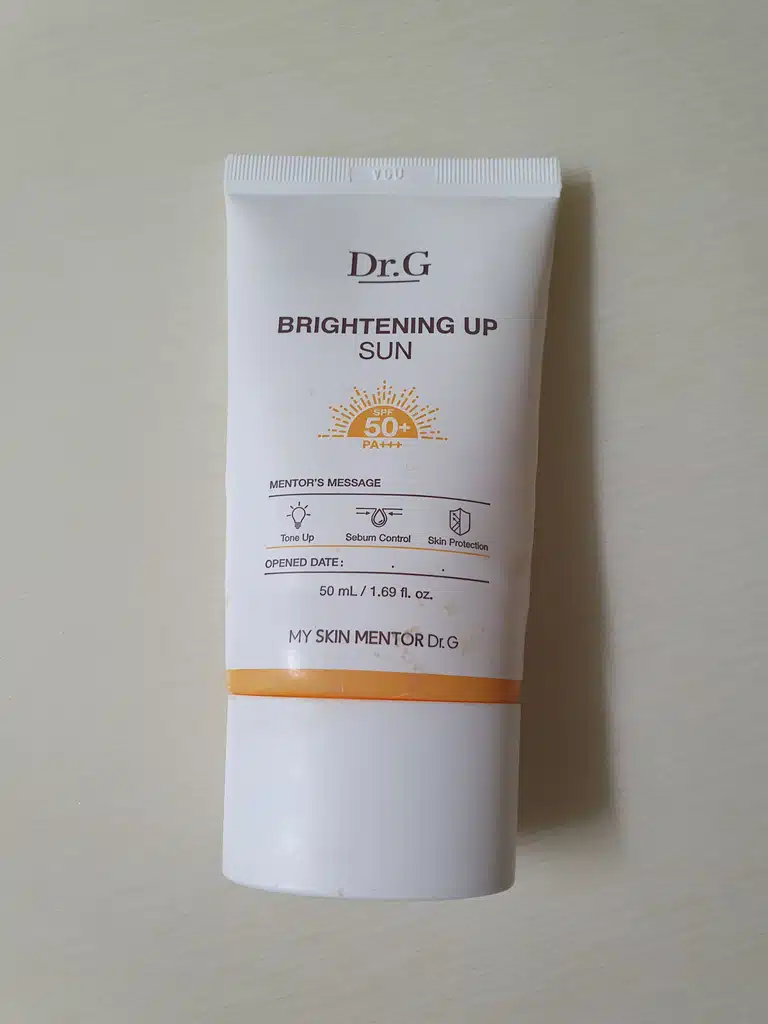 VOU
Dr.G
BRIGHTENING UP
SUN
SPF
50+
PA+++
MENTOR'S MESSAGE
Tone Up Sebum Control Skin Protection
OPENED DATE: . .
50 mL / 1.69 fl. oz.
MY SKIN MENTOR Dr.G